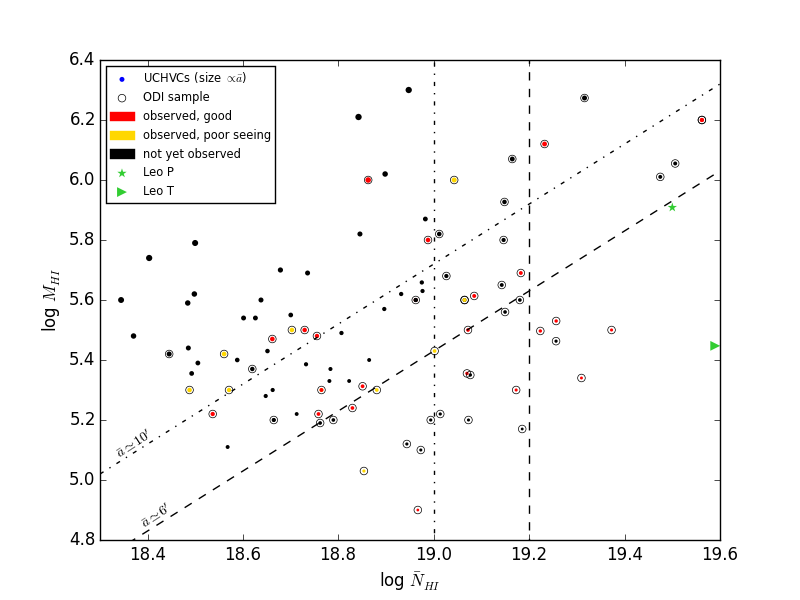 6.4
6.2
6.0
5.8
5.6
5.4
5.2
5.0
4.8
log M_HI
UCHVCs (size ∝ā)
ODI sample
observed, good
observed, poor seeing
not yet observed
Leo P
Leo T
ā≃10′
ā≃6′
18.4 18.6 18.8 19.0 19.2 19.4 19.6
log N̄_HI